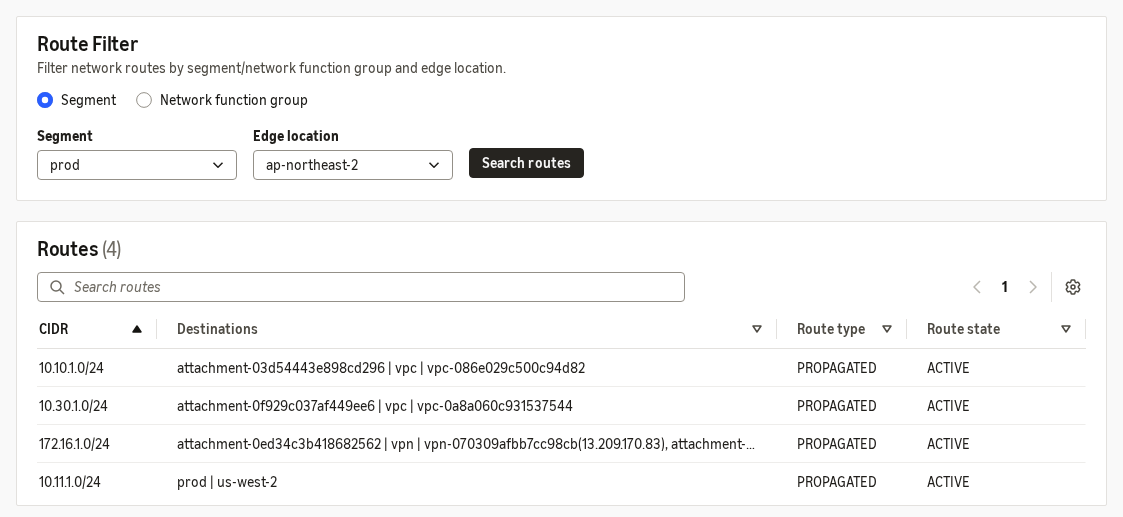 Route Filter
Filter network routes by segment/network function group and edge location.
Segment Network function group
Segment Edge location
prod ap-northeast-2 Search routes
Routes (4)
Search routes 1
CIDR Destinations Route type Route state
10.10.1.0/24 attachment-03d54443e898cd296 | vpc | vpc-086e029c500c94d82 PROPAGATED ACTIVE
10.30.1.0/24 attachment-0f929c037af449ee6 | vpc | vpc-0a8a060c931537544 PROPAGATED ACTIVE
172.16.1.0/24 attachment-0ed34c3b418682562 | vpn | vpn-070309afbb7cc98cb(13.209.170.83), attachment-... PROPAGATED ACTIVE
10.11.1.0/24 prod | us-west-2 PROPAGATED ACTIVE